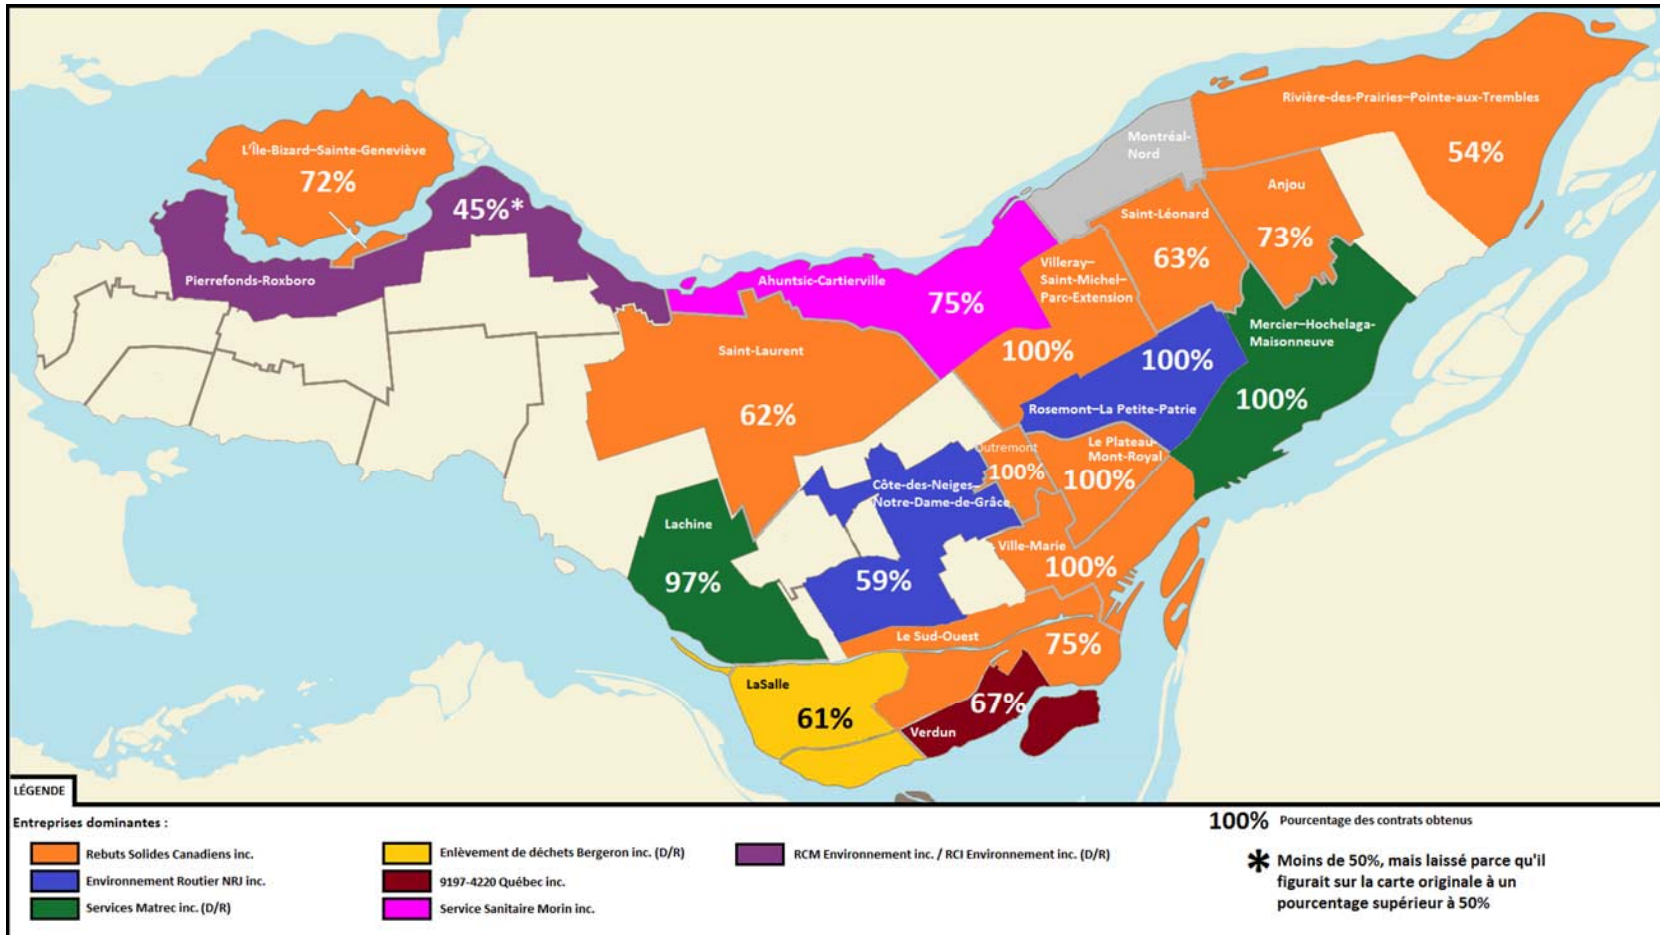 Rivière-des-Prairies–Pointe-aux-Trembles
54%
Montréal-
Nord
L'Île-Bizard–Sainte-Geneviève
72%
Anjou
73%
45%*
Saint-Léonard
63%
Pierrefonds-Roxboro
Ahuntsic-Cartierville
75%
Villeray–
Saint-Michel–
Parc-Extension
100%
Mercier–Hochelaga-
Maisonneuve
100%
Saint-Laurent
62%
100%
Rosemont–La Petite-Patrie
Outremont
100%
Le Plateau-
Mont-Royal
100%
Côte-des-Neiges–
Notre-Dame-de-Grâce
59%
Lachine
97%
Ville-Marie
100%
Le Sud-Ouest
75%
LaSalle
61%
67%
Verdun
LÉGENDE
Entreprises dominantes :
Rebuts Solides Canadiens inc.
Environnement Routier NRJ inc.
Services Matrec inc. (D/R)
Enlèvement de déchets Bergeron inc. (D/R)
9197-4220 Québec inc.
Service Sanitaire Morin inc.
RCM Environnement inc. / RCI Environnement inc. (D/R)
100% Pourcentage des contrats obtenus
* Moins de 50%, mais laissé parce qu'il
figurait sur la carte originale à un
pourcentage supérieur à 50%